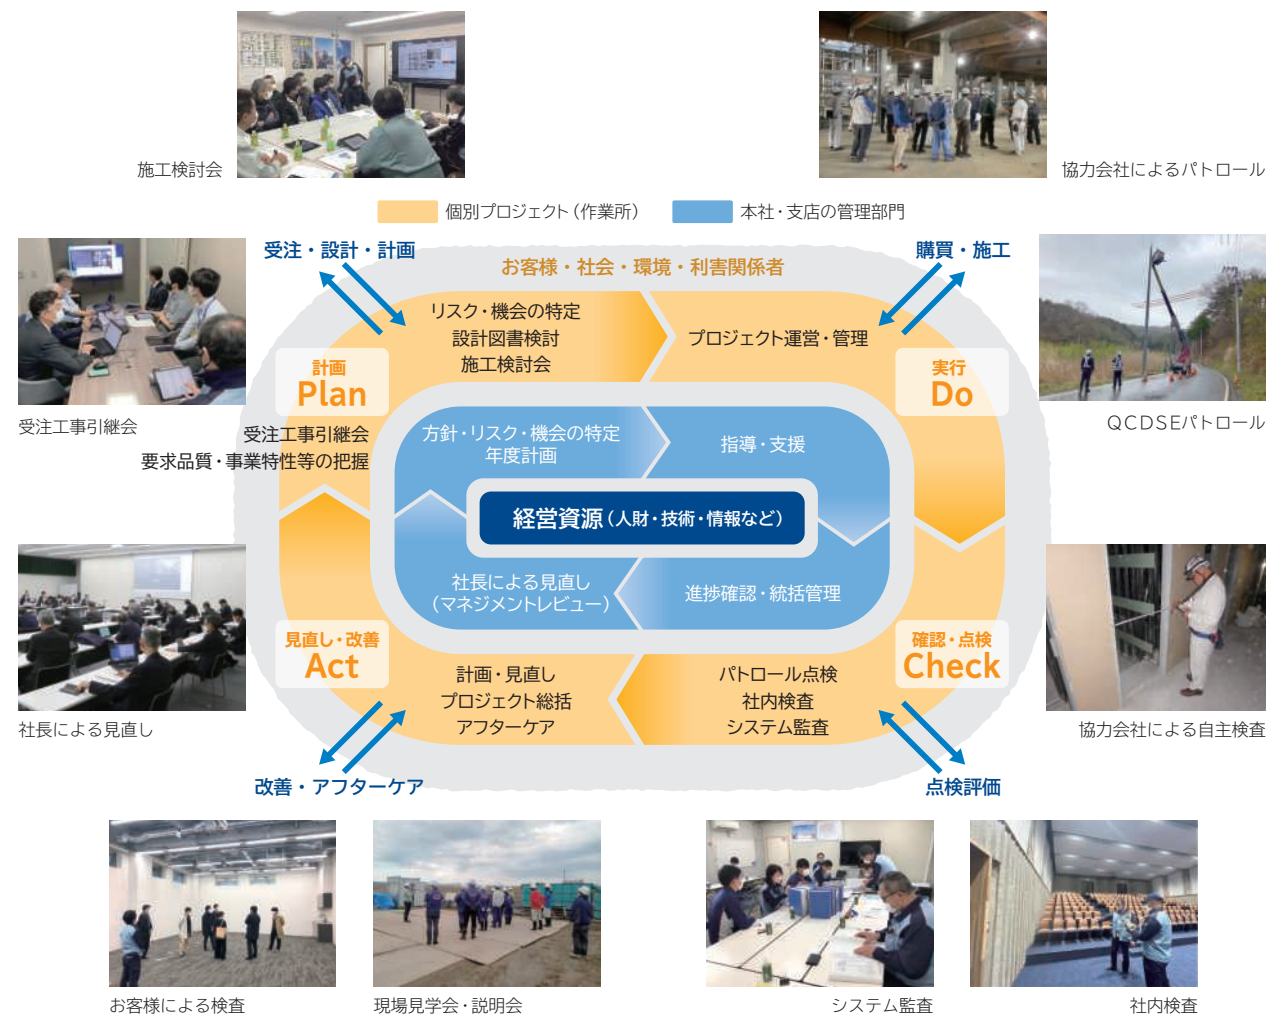 施工検討会
協力会社によるパトロール
個別プロジェクト（作業所）
本社・支店の管理部門
受注・設計・計画
購買・施工
お客様・社会・環境・利害関係者
リスク・機会の特定
設計図書検討
施工検討会
プロジェクト運営・管理
計画
Plan
実行
Do
受注工事引継会
QCDSEパトロール
受注工事引継会
要求品質・事業特性等の把握
方針・リスク・機会の特定
年度計画
指導・支援
経営資源（人財・技術・情報など）
社長による見直し
（マネジメントレビュー）
進捗確認・統括管理
見直し・改善
Act
確認・点検
Check
計画・見直し
プロジェクト総括
アフターケア
パトロール点検
社内検査
システム監査
社長による見直し
協力会社による自主検査
改善・アフターケア
点検評価
お客様による検査
現場見学会・説明会
システム監査
社内検査